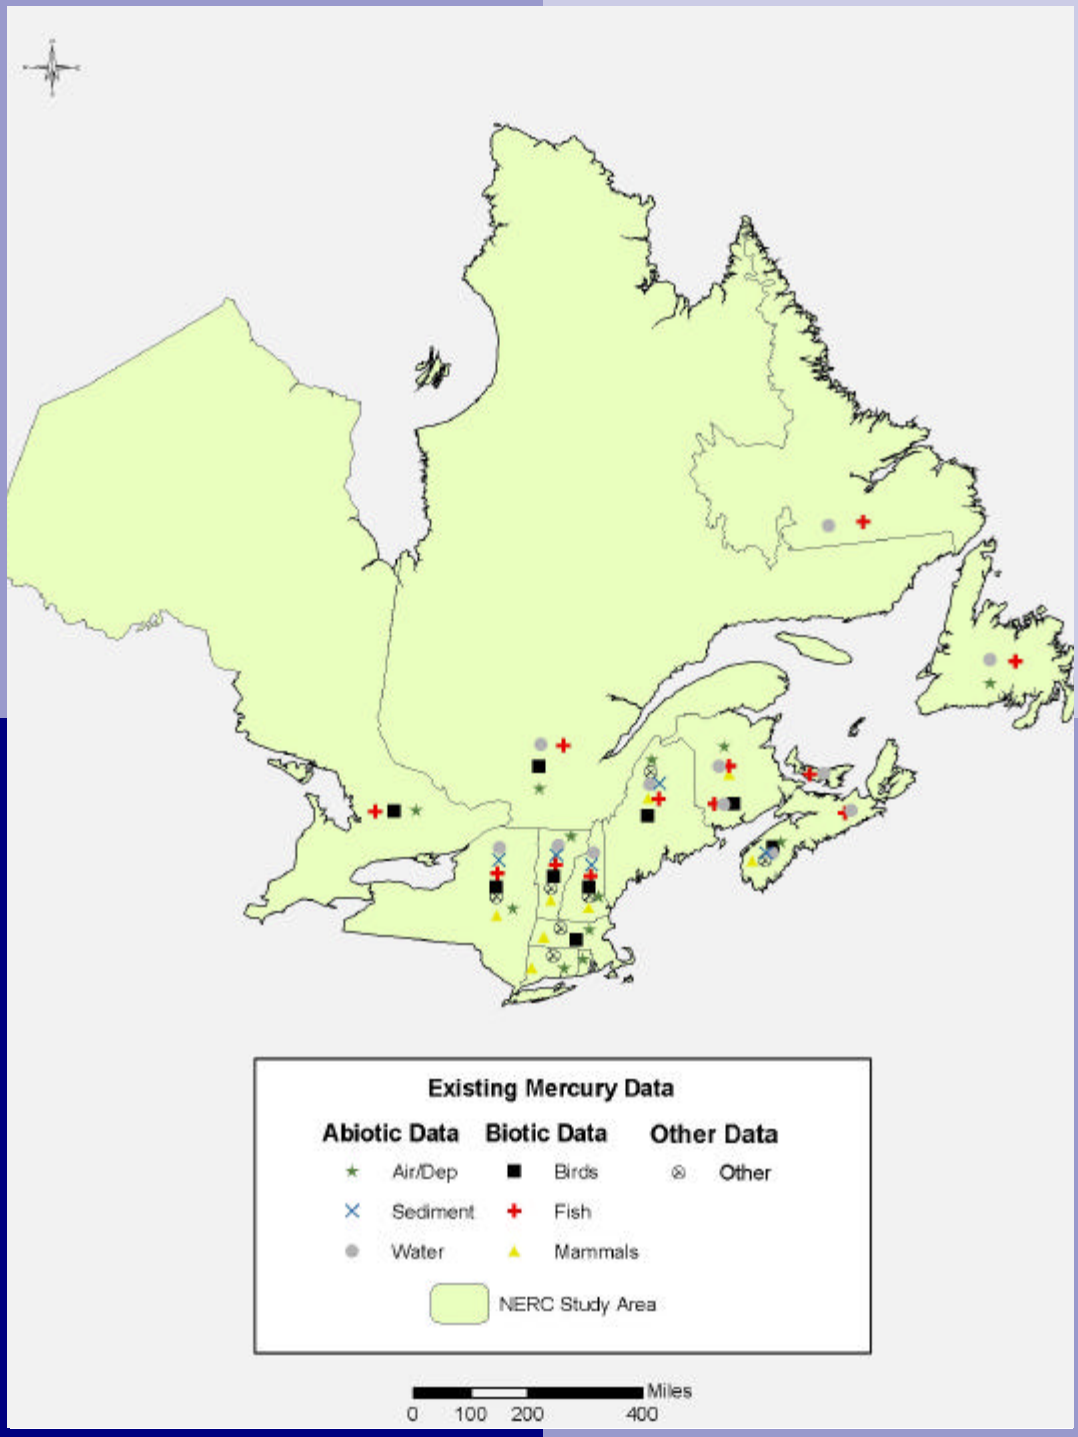 Existing Mercury Data
Abiotic Data Biotic Data Other Data
Air/Dep Birds Other
Sediment Fish
Water Mammals
NERC Study Area
Miles
0 100 200 400